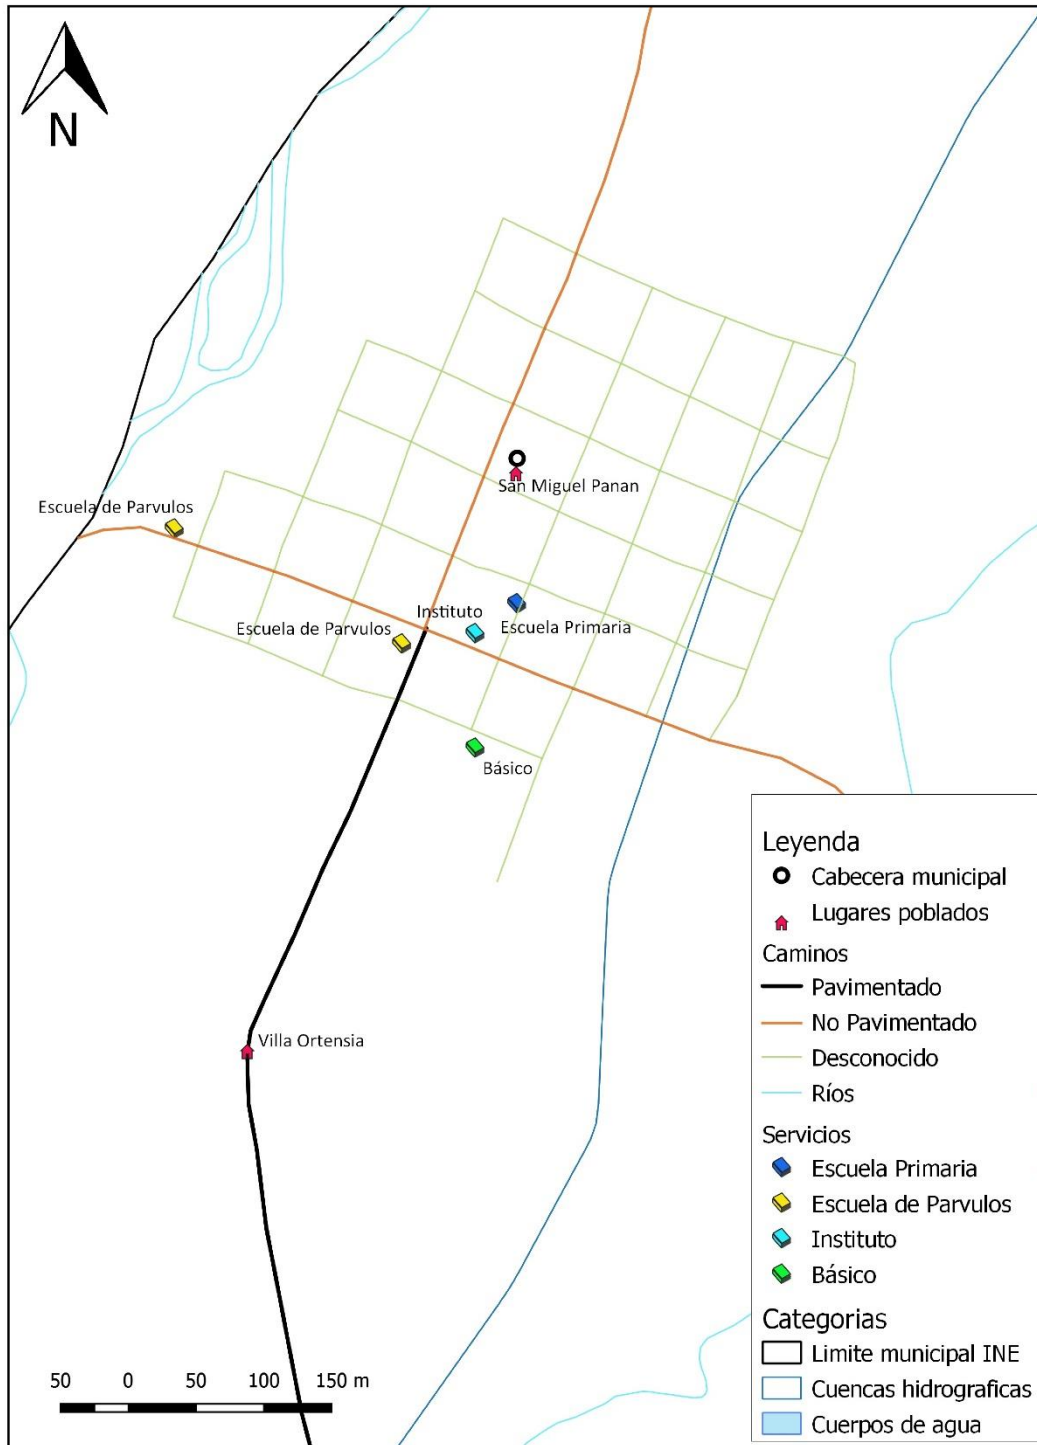 N
San Miguel Panan
Escuela de Parvulos
Instituto
Escuela de Parvulos
Escuela Primaria
Básico
Villa Ortensia
50 0 50 100 150 m
Leyenda
Cabecera municipal
Lugares poblados
Caminos
Pavimentado
No Pavimentado
Desconocido
Ríos
Servicios
Escuela Primaria
Escuela de Parvulos
Instituto
Básico
Categorias
Limite municipal INE
Cuencas hidrograficas
Cuerpos de agua